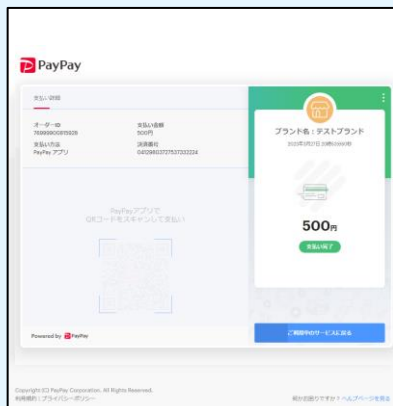 PayPay
支払い詳細
オーダーID
支払い金額
500円
支払い方法
決済番号
PayPay アプリ
PayPayアプリで
QRコードをスキャンして支払い
Powered by PayPay
ブランド名：テストブランド
500円
支払い完了
ご利用中のサービスに戻る
Copyright (C) PayPay Corporation. All Rights Reserved.
利用規約 | プライバシーポリシー
何かお困りですか？ ヘルプページを見る